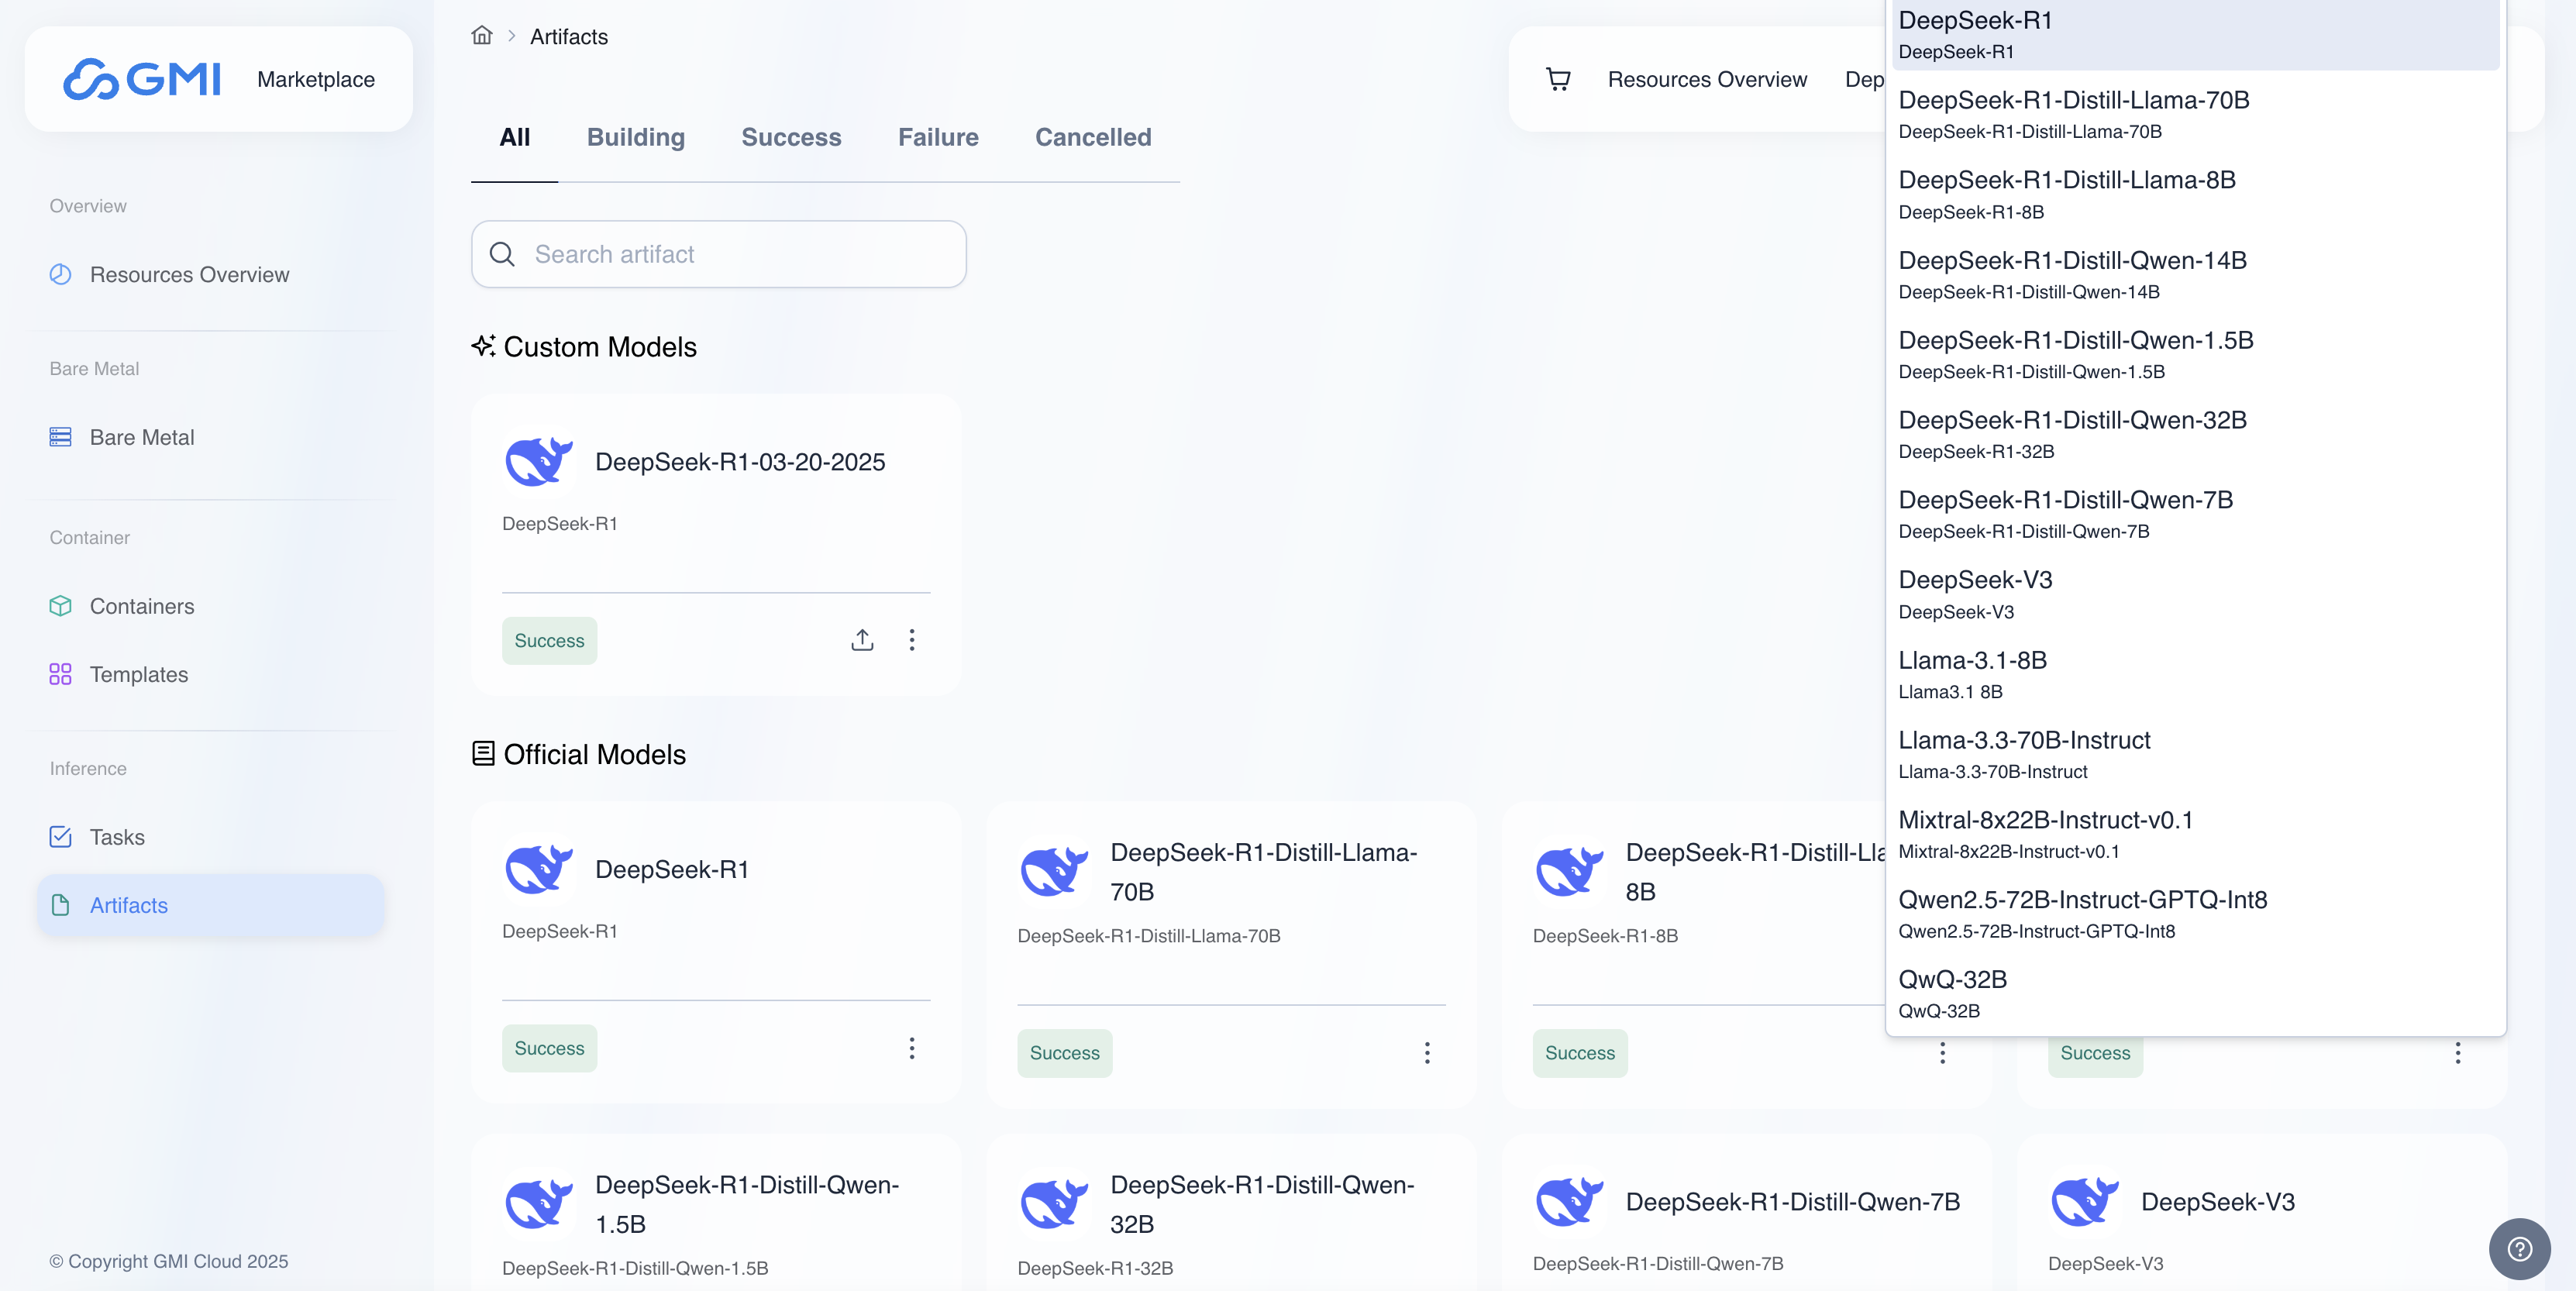 GMI Marketplace
Overview
Resources Overview
Bare Metal
Bare Metal
Container
Containers
Templates
Inference
Tasks
Artifacts
© Copyright GMI Cloud 2025
Artifacts
Resources Overview Dep
All Building Success Failure Cancelled
Search artifact
Custom Models
DeepSeek-R1-03-20-2025
DeepSeek-R1
Success
Official Models
DeepSeek-R1
DeepSeek-R1
Success
DeepSeek-R1-Distill-Llama-
70B
DeepSeek-R1-Distill-Llama-70B
Success
DeepSeek-R1-Distill-Lla
8B
DeepSeek-R1-8B
Success
Success
DeepSeek-R1-Distill-Qwen-
1.5B
DeepSeek-R1-Distill-Qwen-1.5B
DeepSeek-R1-Distill-Qwen-
32B
DeepSeek-R1-32B
DeepSeek-R1-Distill-Qwen-7B
DeepSeek-R1-Distill-Qwen-7B
DeepSeek-V3
DeepSeek-V3
DeepSeek-R1
DeepSeek-R1
DeepSeek-R1-Distill-Llama-70B
DeepSeek-R1-Distill-Llama-70B
DeepSeek-R1-Distill-Llama-8B
DeepSeek-R1-8B
DeepSeek-R1-Distill-Qwen-14B
DeepSeek-R1-Distill-Qwen-14B
DeepSeek-R1-Distill-Qwen-1.5B
DeepSeek-R1-Distill-Qwen-1.5B
DeepSeek-R1-Distill-Qwen-32B
DeepSeek-R1-32B
DeepSeek-R1-Distill-Qwen-7B
DeepSeek-R1-Distill-Qwen-7B
DeepSeek-V3
DeepSeek-V3
Llama-3.1-8B
Llama3.1 8B
Llama-3.3-70B-Instruct
Llama-3.3-70B-Instruct
Mixtral-8x22B-Instruct-v0.1
Mixtral-8x22B-Instruct-v0.1
Qwen2.5-72B-Instruct-GPTQ-Int8
Qwen2.5-72B-Instruct-GPTQ-Int8
QwQ-32B
QwQ-32B